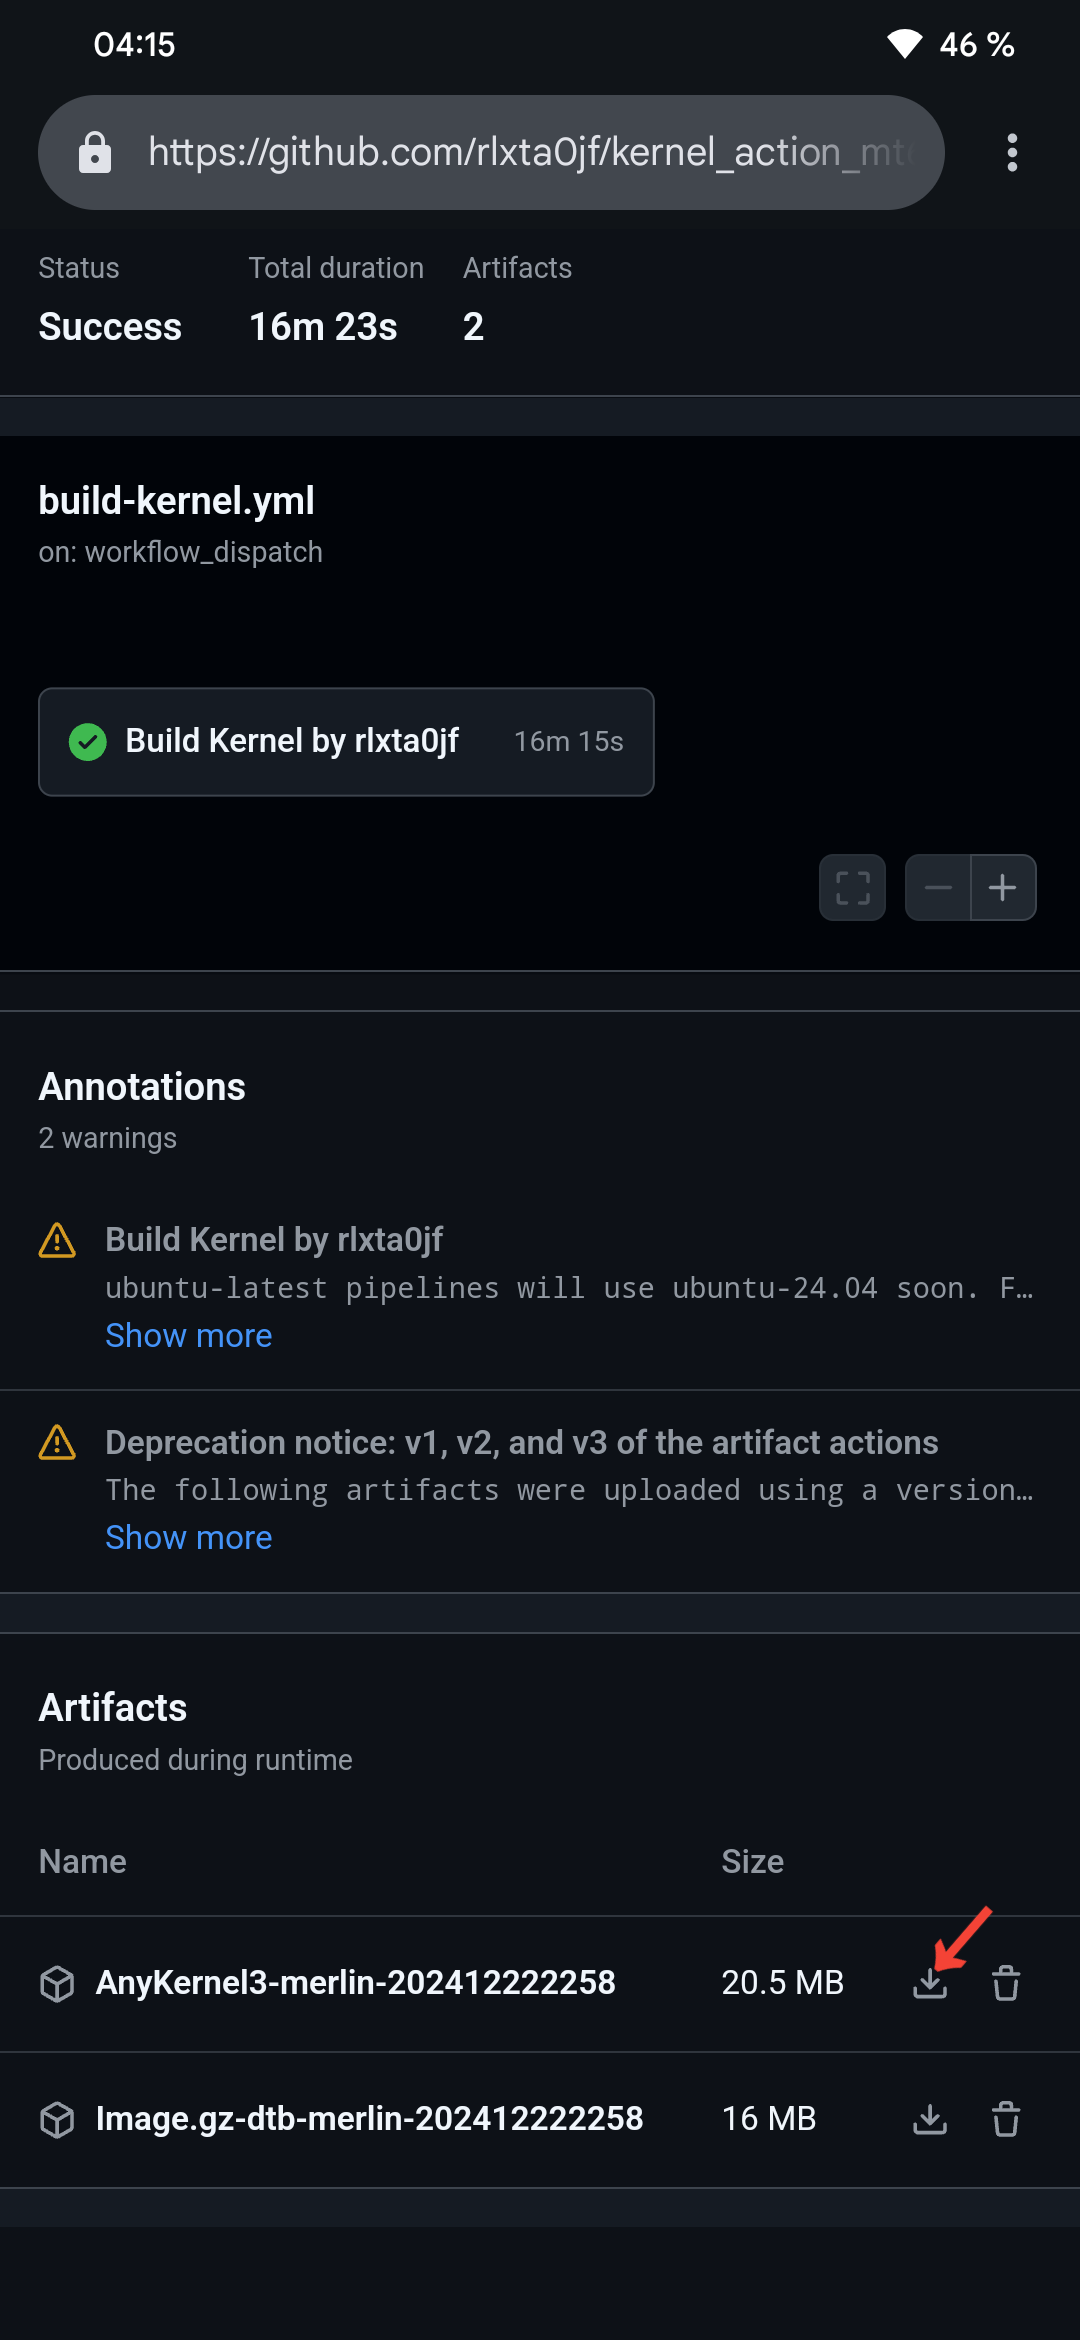 04:15
46 %
https://github.com/rlxta0jf/kernel_action_mt
Status Total duration Artifacts
Success 16m 23s 2
build-kernel.yml
on: workflow_dispatch
Build Kernel by rlxta0jf 16m 15s
Annotations
2 warnings
Build Kernel by rlxta0jf
ubuntu-latest pipelines will use ubuntu-24.04 soon. F…
Show more
Deprecation notice: v1, v2, and v3 of the artifact actions
The following artifacts were uploaded using a version…
Show more
Artifacts
Produced during runtime
Name Size
AnyKernel3-merlin-202412222258 20.5 MB
Image.gz-dtb-merlin-202412222258 16 MB